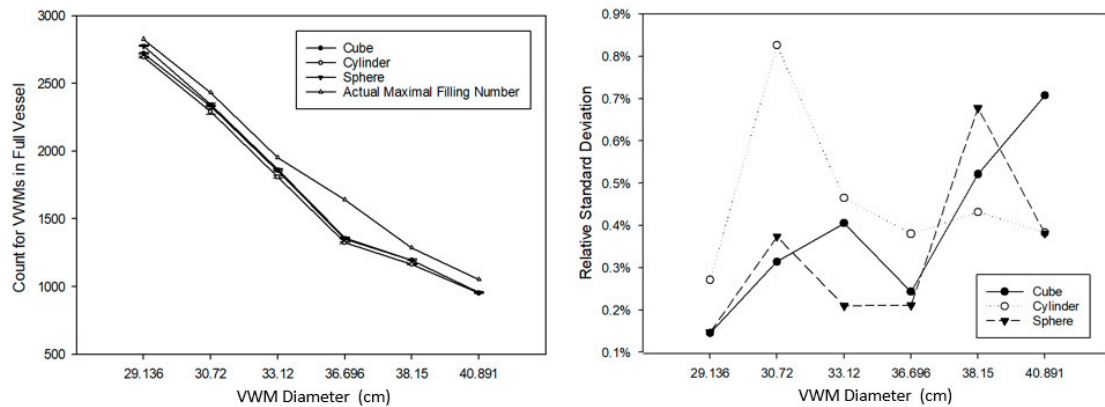 3000
2500
2000
1500
1000
500
Count for VWMs in Full Vessel
Cube
Cylinder
Sphere
Actual Maximal Filling Number
29.136 30.72 33.12 36.696 38.15 40.891
VWM Diameter (cm)
0.9%
0.8%
0.7%
0.6%
0.5%
0.4%
0.3%
0.2%
0.1%
Relative Standard Deviation
Cube
Cylinder
Sphere
29.136 30.72 33.12 36.696 38.15 40.891
VWM Diameter (cm)